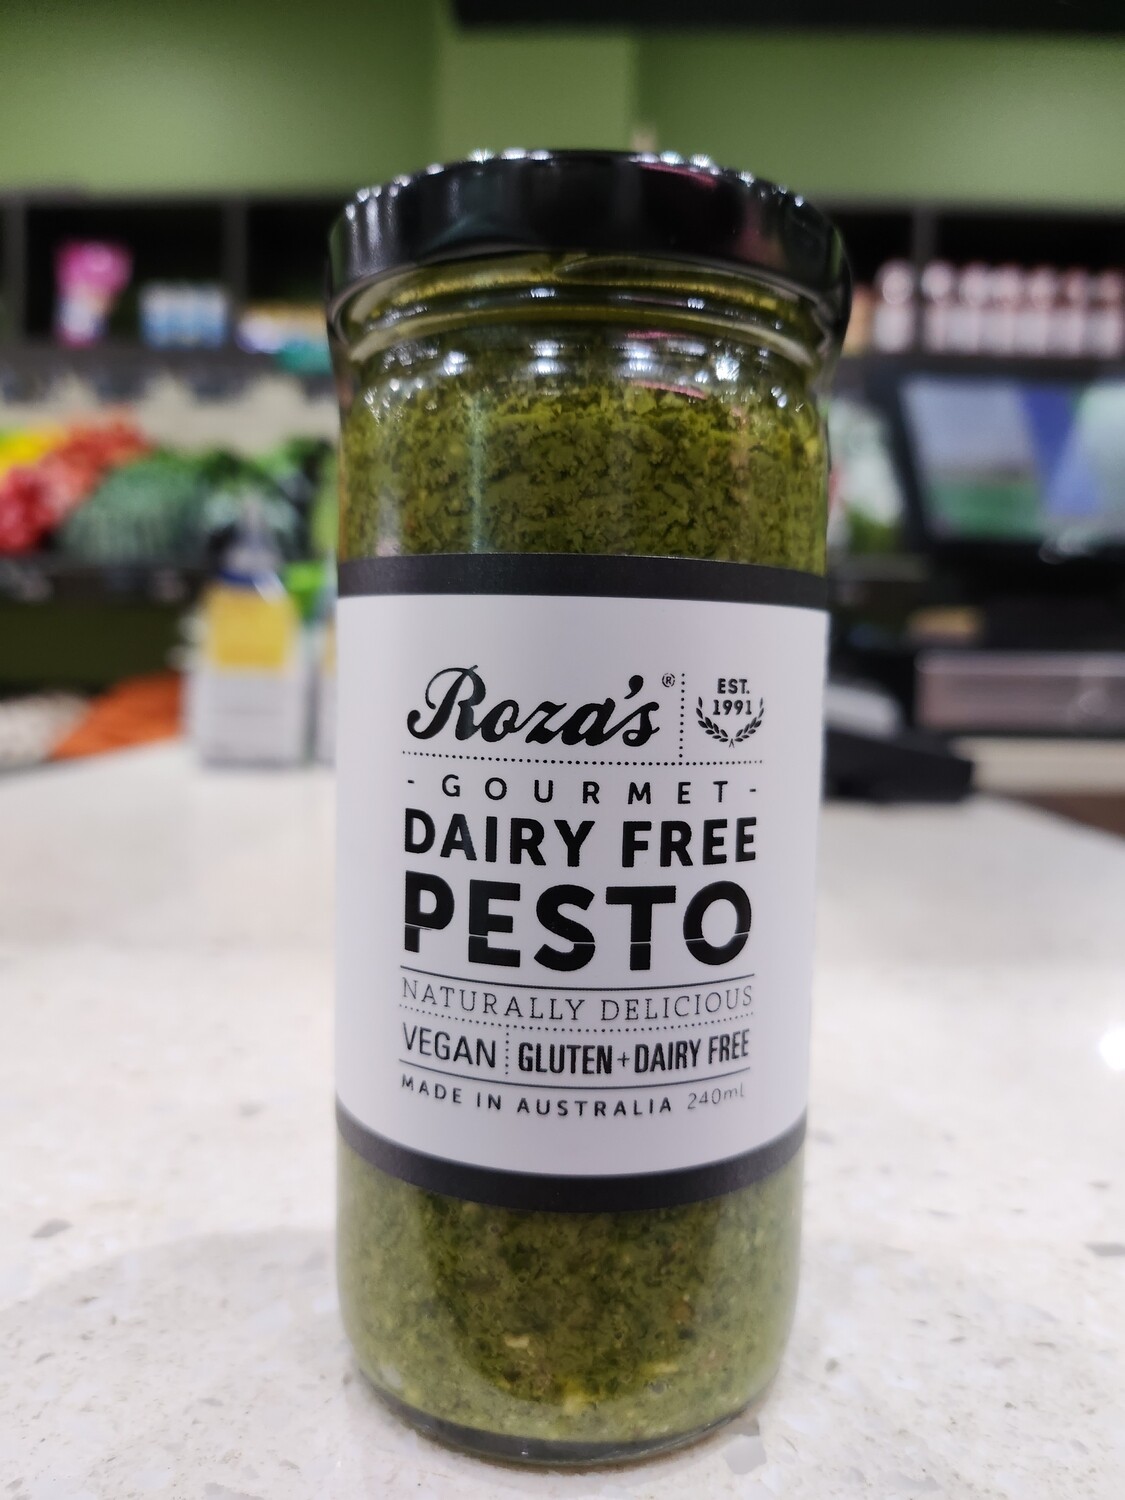 Roza's®
EST.
1991
- GOURMET -
DAIRY FREE
PESTO
NATURALLY DELICIOUS
VEGAN GLUTEN + DAIRY FREE
MADE IN AUSTRALIA 240mL